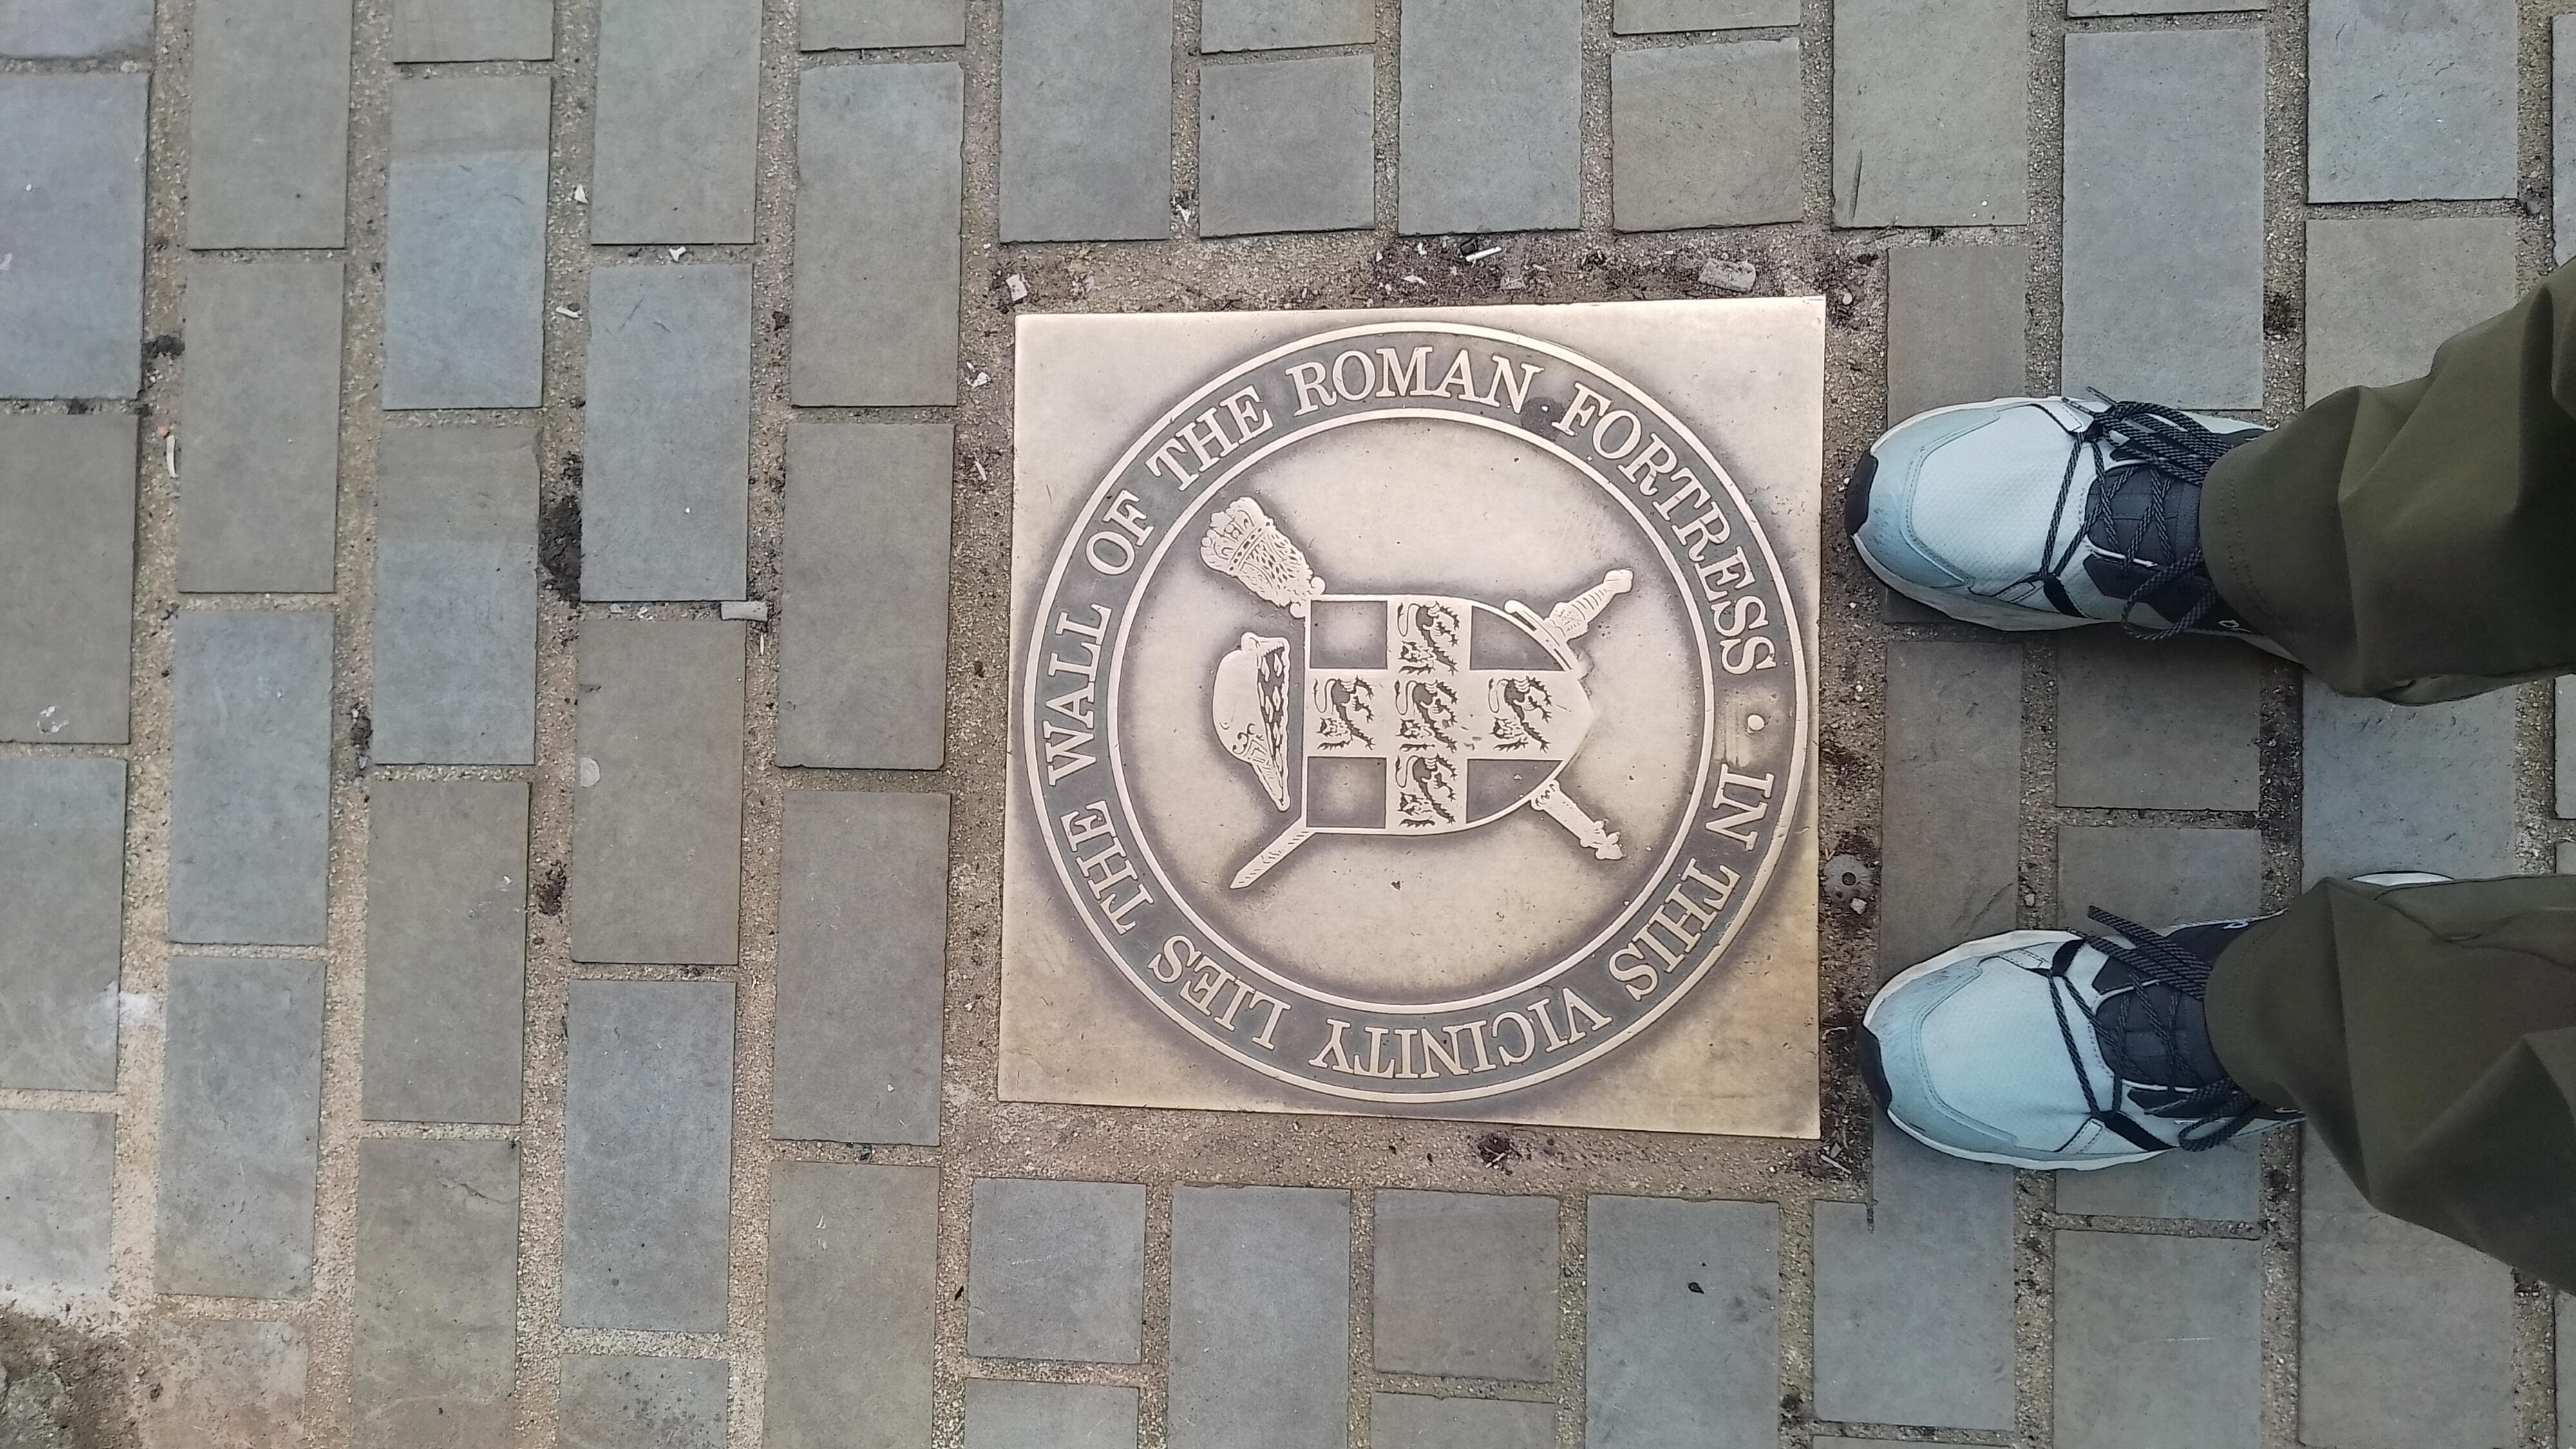 IN THIS VICINITY LIES THE WALL OF THE ROMAN FORTRESS •